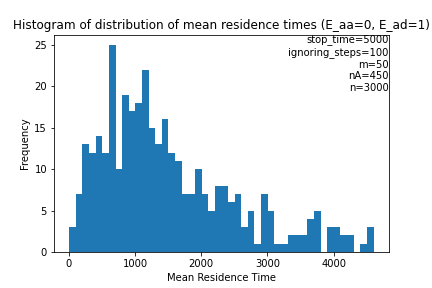 Histogram of distribution of mean residence times (E_aa=0, E_ad=1)
stop_time=5000
ignoring_steps=100
m=50
nA=450
n=3000
25
20
15
10
5
0
Frequency
0 1000 2000 3000 4000
Mean Residence Time